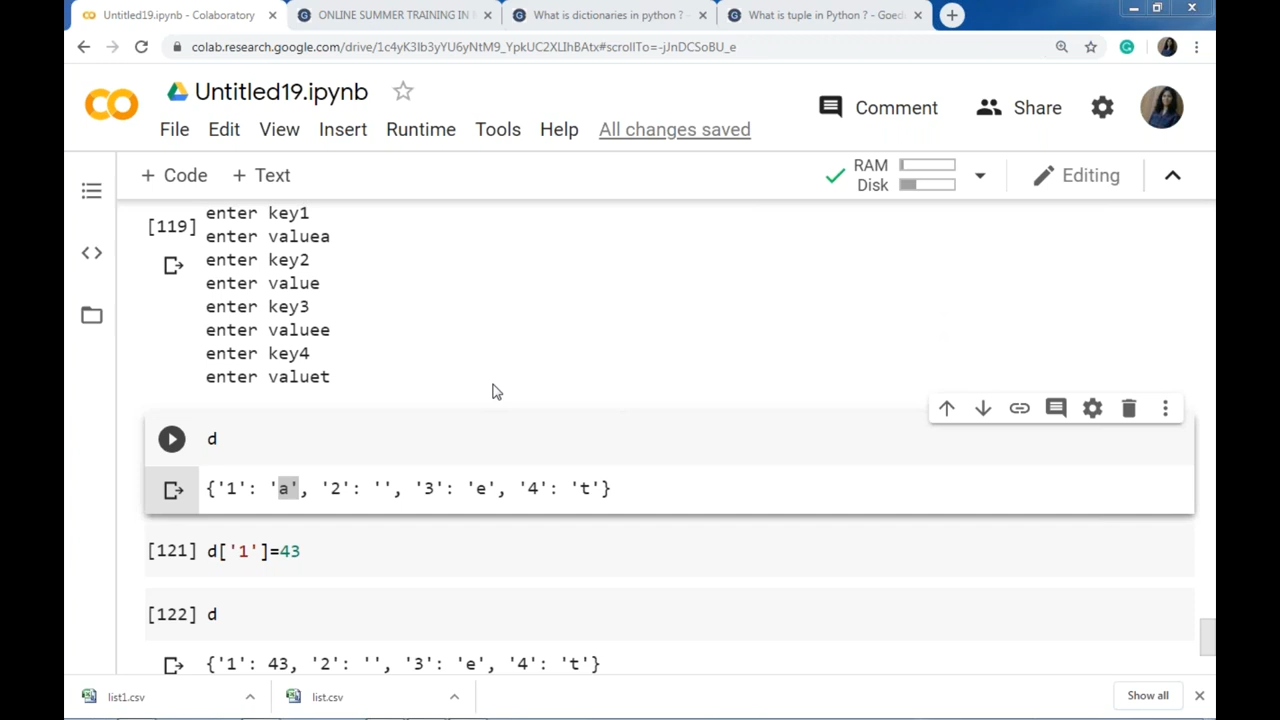 Untitled19.ipynb - Colaboratory
ONLINE SUMMER TRAINING IN
What is dictionaries in python ? -
What is tuple in Python ? - Goed
colab.research.google.com/drive/1c4yK3Ib3yYU6yNtM9_YpkUC2XLIhBAtx#scrollTo=-jJnDCSoBU_e
CO Untitled19.ipynb
Comment Share
File Edit View Insert Runtime Tools Help All changes saved
+ Code + Text
RAM
Disk
Editing
[119]
enter key1
enter valuea
enter key2
enter value
enter key3
enter valuee
enter key4
enter valuet
d
{'1': 'a', '2': '', '3': 'e', '4': 't'}
[121] d['1']=43
[122] d
{'1': 43, '2': '', '3': 'e', '4': 't'}
list1.csv
list.csv
Show all